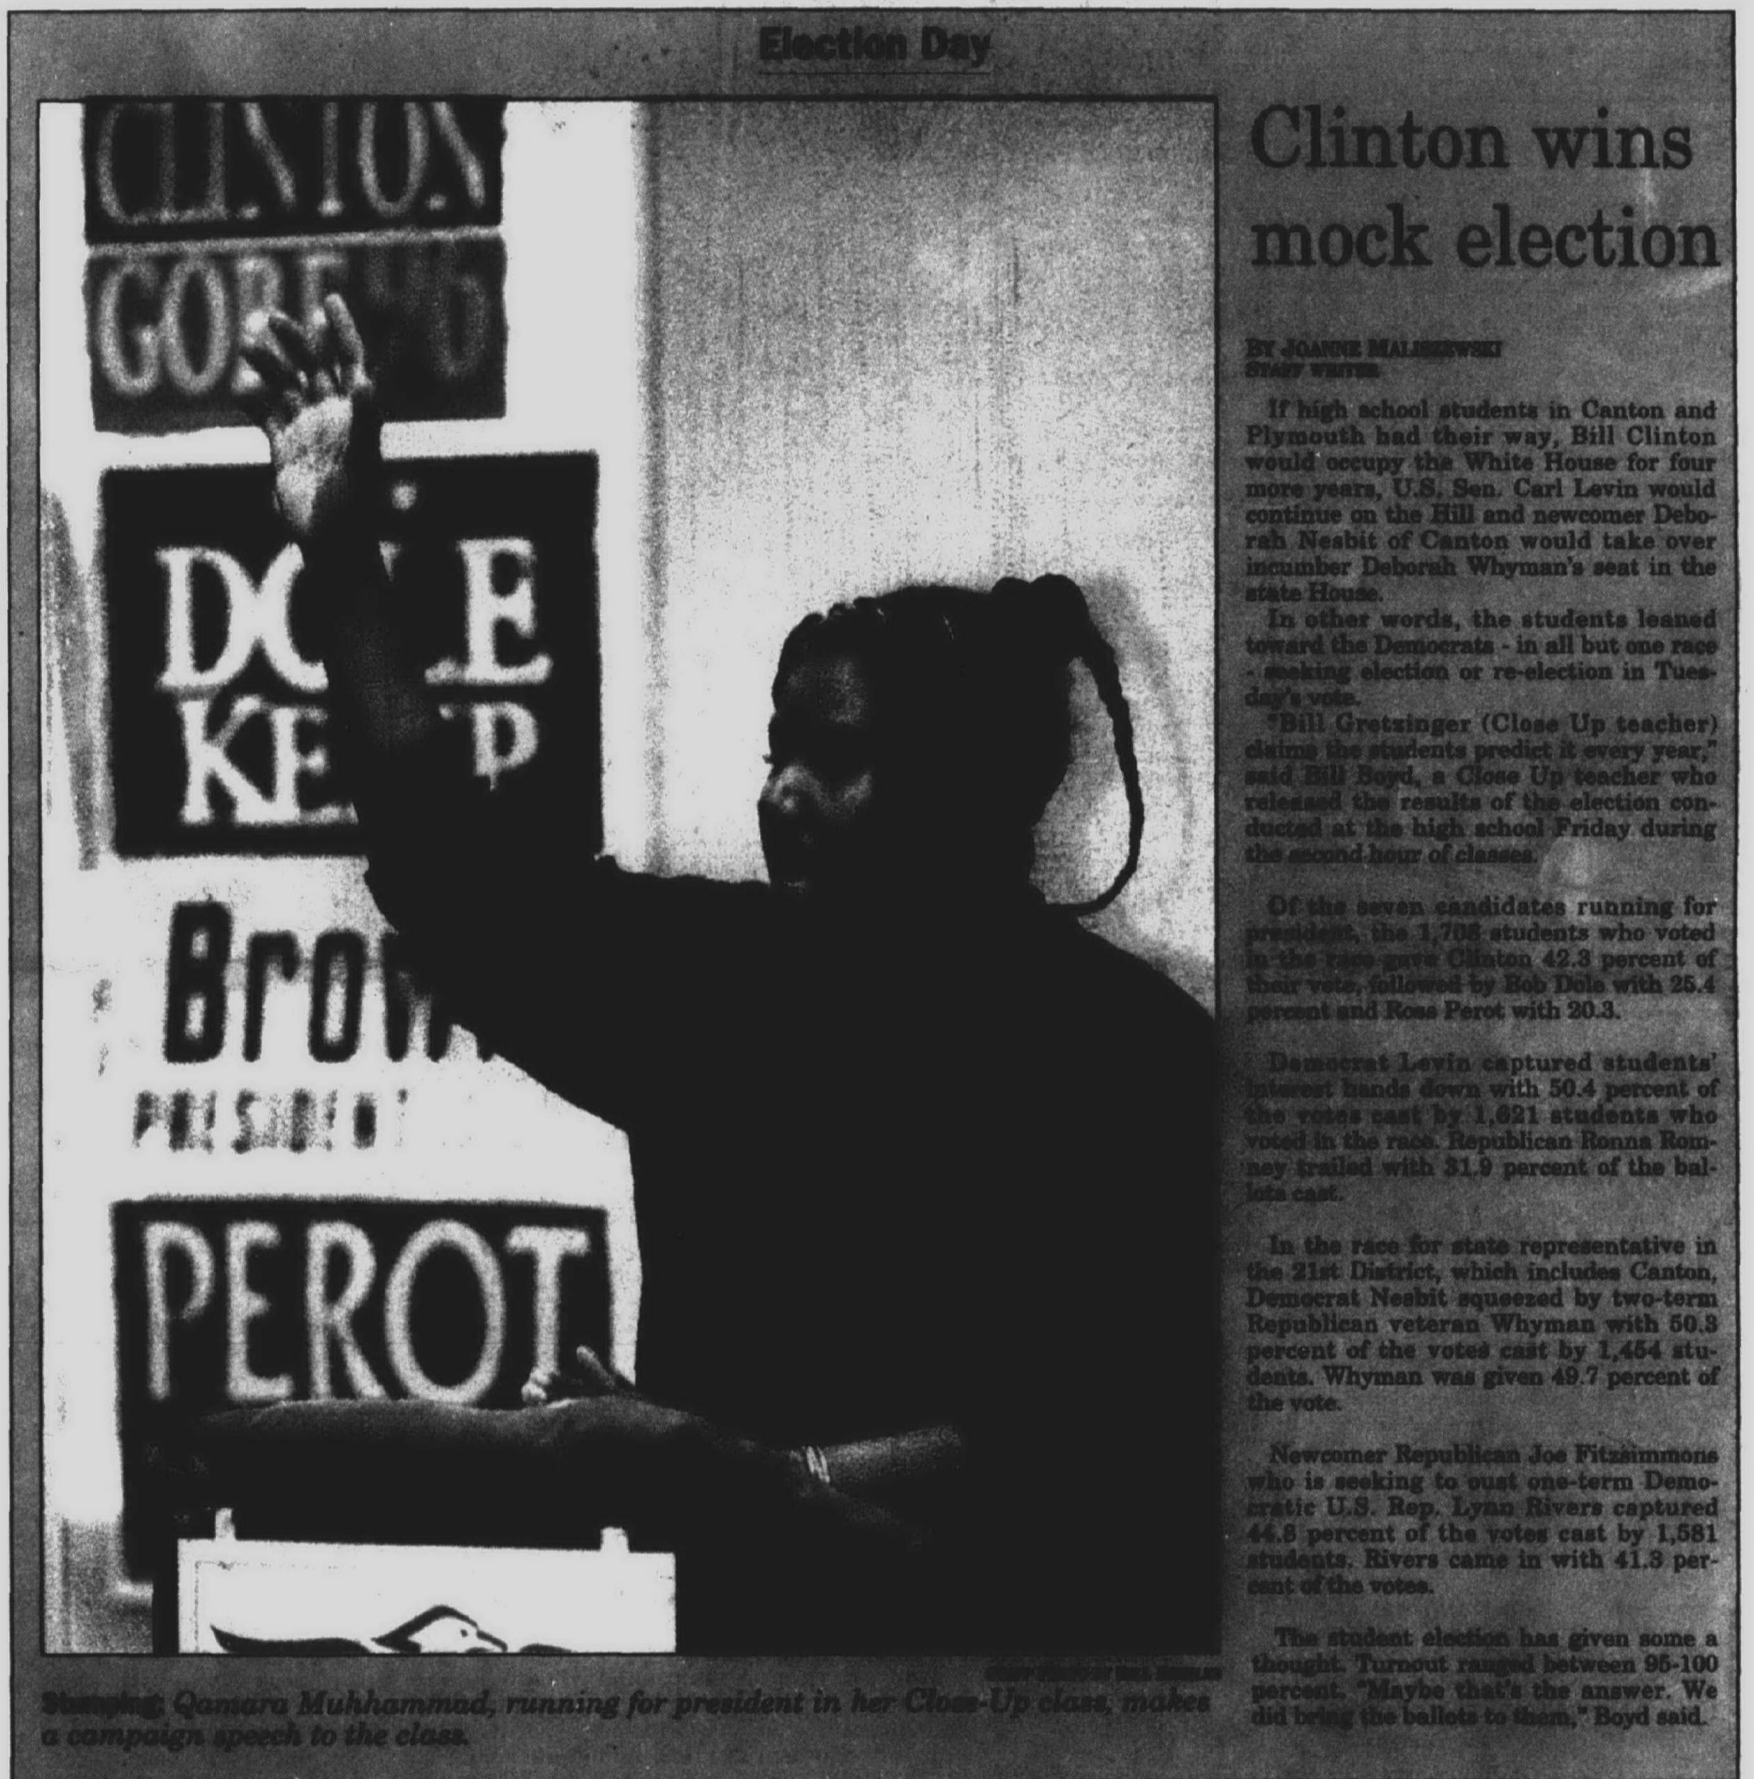 Election Day
CLINTON
GORE
DOLE
KE P
Brow
PRESIDENT
PEROT
Clinton wins
mock election
BY JOANNE MALISZEWSKI
STAFF WRITER
If high school students in Canton and
Plymouth had their way, Bill Clinton
would occupy the White House for four
more years, U.S. Sen. Carl Levin would
continue on the Hill and newcomer Debo-
rah Nesbit of Canton would take over
incumber Deborah Whyman's seat in the
state House.
In other words, the students leaned
toward the Democrats - in all but one race
- seeking election or re-election in Tues-
day's vote.
"Bill Gretzinger (Close Up teacher)
claims the students predict it every year,"
said Bill Boyd, a Close Up teacher who
released the results of the election con-
ducted at the high school Friday during
the second hour of classes.
Of the seven candidates running for
president, the 1,708 students who voted
in the race gave Clinton 42.3 percent of
their vote, followed by Bob Dole with 25.4
percent and Ross Perot with 20.3.
Democrat Levin captured students'
interest hands down with 50.4 percent of
the votes cast by 1,621 students who
voted in the race. Republican Ronna Rom-
ney trailed with 31.9 percent of the bal-
lots cast.
In the race for state representative in
the 21st District, which includes Canton,
Democrat Nesbit squeezed by two-term
Republican veteran Whyman with 50.3
percent of the votes cast by 1,454 stu-
dents. Whyman was given 49.7 percent of
the vote.
Newcomer Republican Joe Fitzsimmons
who is seeking to oust one-term Demo-
cratic U.S. Rep. Lynn Rivers captured
44.8 percent of the votes cast by 1,581
students. Rivers came in with 41.3 per-
cent of the votes.
The student election has given some a
thought. Turnout ranged between 95-100
percent. "Maybe that's the answer. We
did bring the ballots to them," Boyd said.
STAFF PHOTO BY BILL
Stumping: Qamara Muhhammad, running for president in her Close-Up class, makes
a campaign speech to the class.